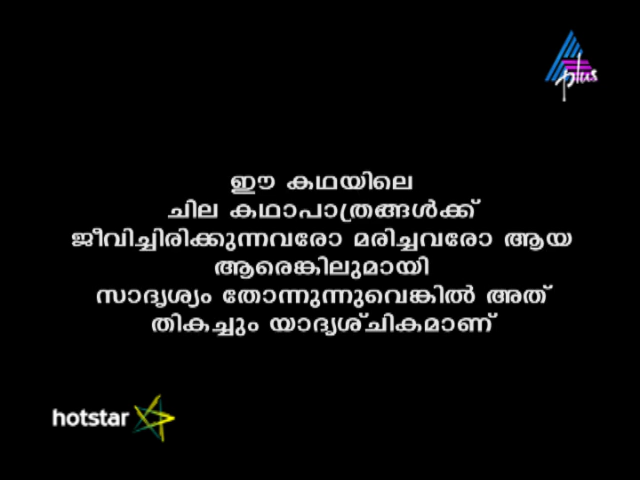 plus
ഈ കഥയിലെ
ചില കഥാപാത്രങ്ങൾക്ക്
ജീവിച്ചിരിക്കുന്നവരോ മരിച്ചവരോ ആയ
ആരെങ്കിലുമായി
സാദൃശ്യം തോന്നുന്നുവെങ്കിൽ അത്
തികച്ചും യാദൃശ്ചികമാണ്
hotstar